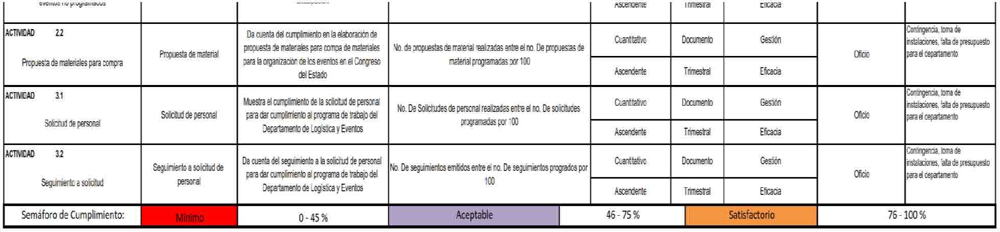 eventos no programados
Ascendente
Trimestral
Eficacia
ACTIVIDAD 2.2
Propuesta de materiales para compra
Propuesta de material
Da cuenta del cumplimiento en la elaboración de
propuesta de materiales para compa de materiales
para la organización de los eventos en el Congreso
del Estado
No. de propuestas de material realizadas entre el no. De propuestas de
material programadas por 100
Cuantitativo
Documento
Gestión
Ascendente
Trimestral
Eficacia
Oficio
Contingencia, toma de
instalaciones, falta de presupuesto
para el departamento
ACTIVIDAD 3.1
Solicitud de personal
Solicitud de personal
Muestra el cumplimiento de la solicitud de personal
para dar cumplimiento al programa de trabajo del
Departamento de Logística y Eventos
No. De Solicitudes de personal realizadas entre el no. De solicitudes
programadas por 100
Cuantitativo
Documento
Gestión
Ascendente
Trimestral
Eficacia
Oficio
Contingencia, toma de
instalaciones, falta de presupuesto
para el departamento
ACTIVIDAD 3.2
Seguimiento a solicitud
Seguimiento a solicitud de
personal
Da cuenta del seguimiento a la solicitud de personal
para dar cumplimiento al programa de trabajo del
Departamento de Logística y Eventos
No. De seguimientos emitidos entre el no. De seguimientos progrados por
100
Cuantitativo
Documento
Gestión
Ascendente
Trimestral
Eficacia
Oficio
Contingencia, toma de
instalaciones, falta de presupuesto
para el departamento
Semáforo de Cumplimiento:
Mínimo
0 - 45 %
Aceptable
46 - 75 %
Satisfactorio
76 - 100 %